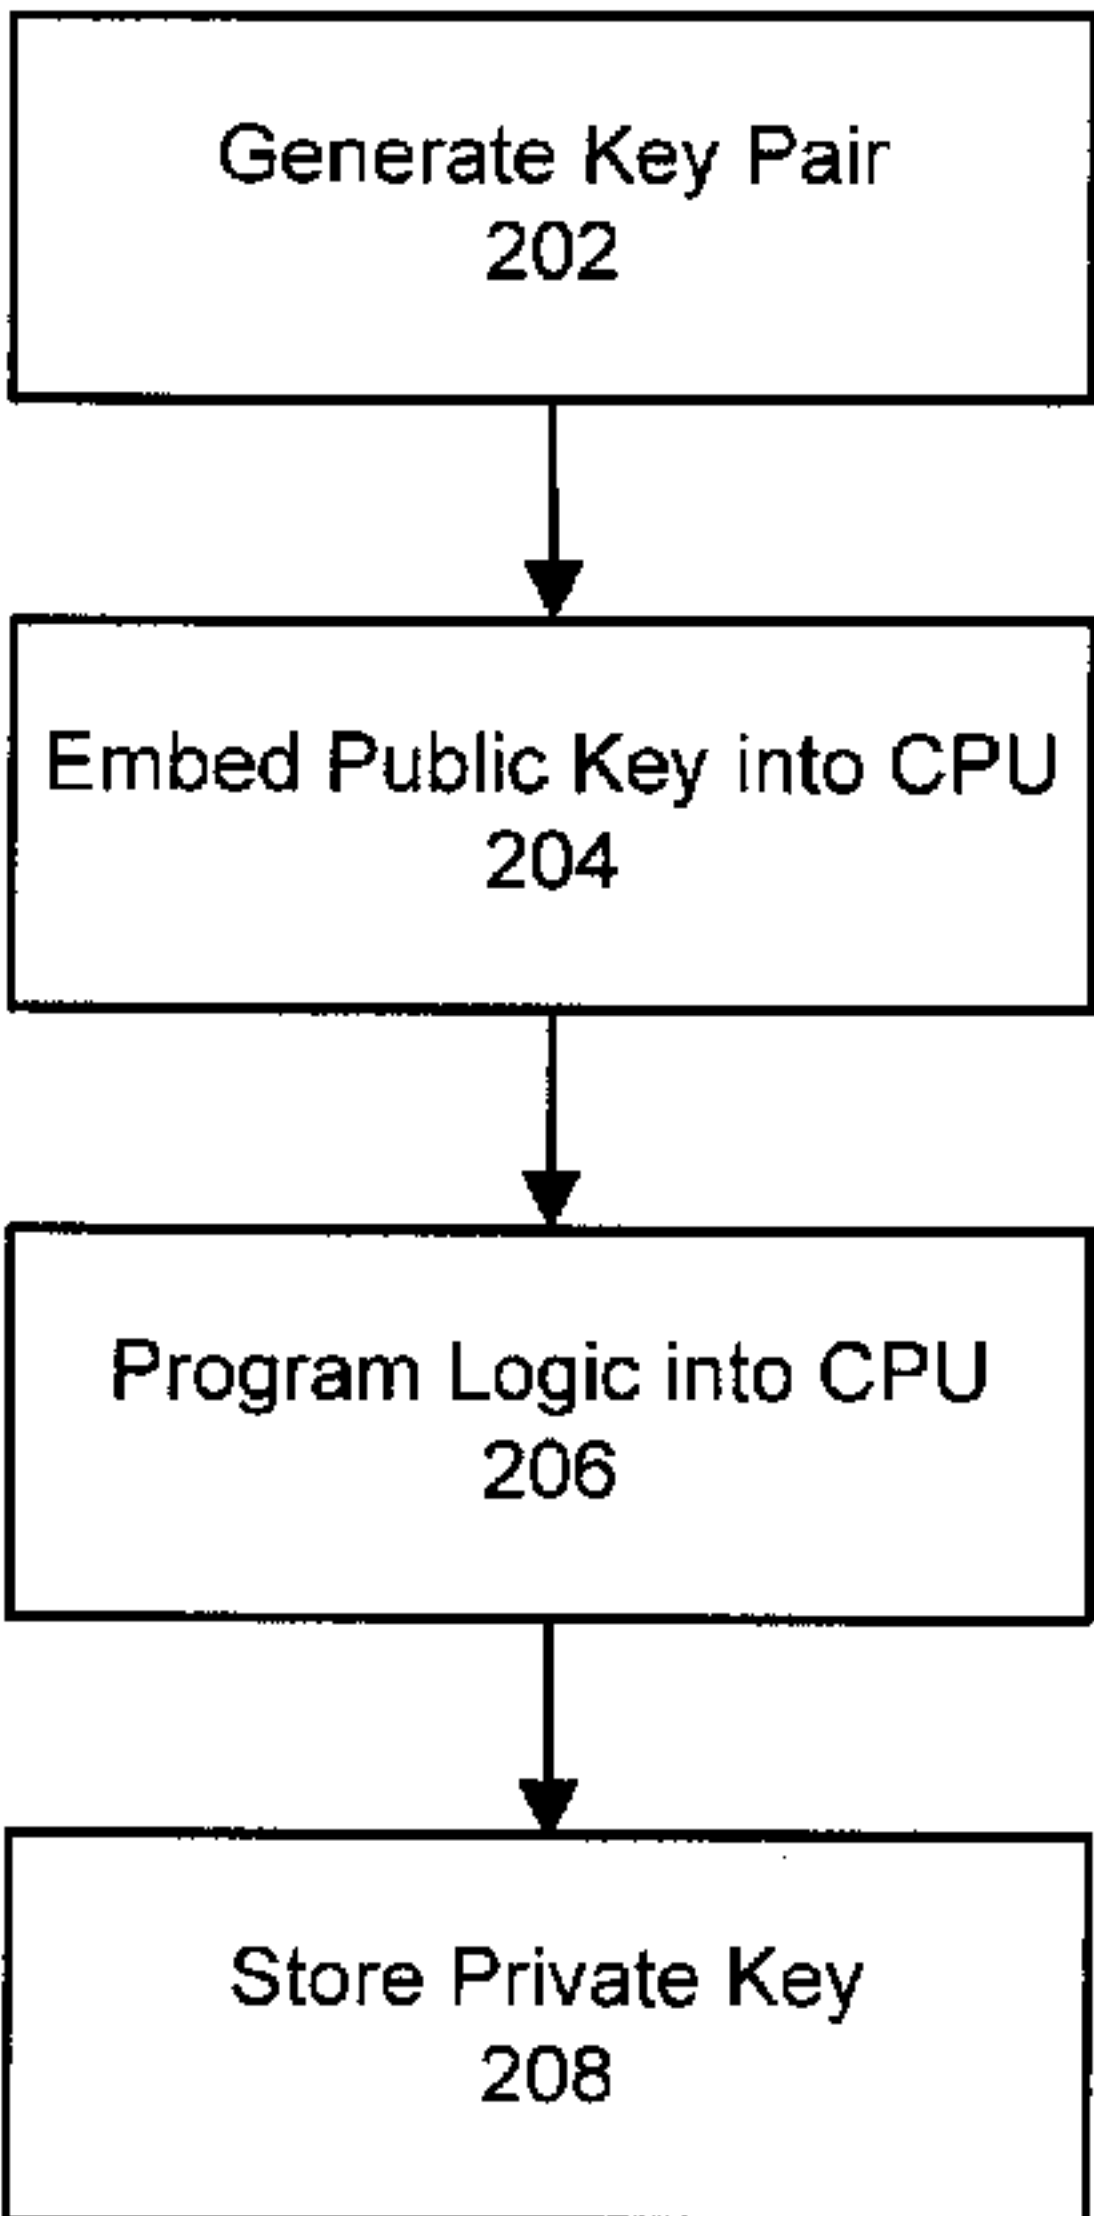 Generate Key Pair
202
Embed Public Key into CPU
204
Program Logic into CPU
206
Store Private Key
208